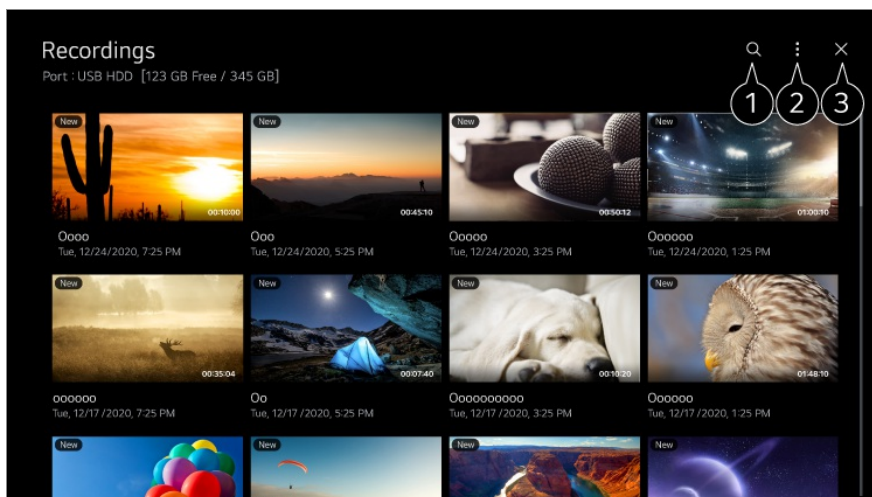 Recordings
Port : USB HDD [123 GB Free / 345 GB]
1 2 3
New New New New
00:10:00 00:45:10 00:50:12 01:00:10
Oooo Ooo Ooooo Oooooo
Tue, 12/24/2020, 7:25 PM Tue, 12/24/2020, 5:25 PM Tue, 12/24/2020, 3:25 PM Tue, 12/24/2020, 1:25 PM
New New New New
00:35:04 00:07:40 00:10:20 01:48:10
oooooo Oo Oooooooooo Oooooo
Tue, 12/17 /2020, 7:25 PM Tue, 12/17 /2020, 5:25 PM Tue, 12/17 /2020, 3:25 PM Tue, 12/17 /2020, 1:25 PM
New New New New